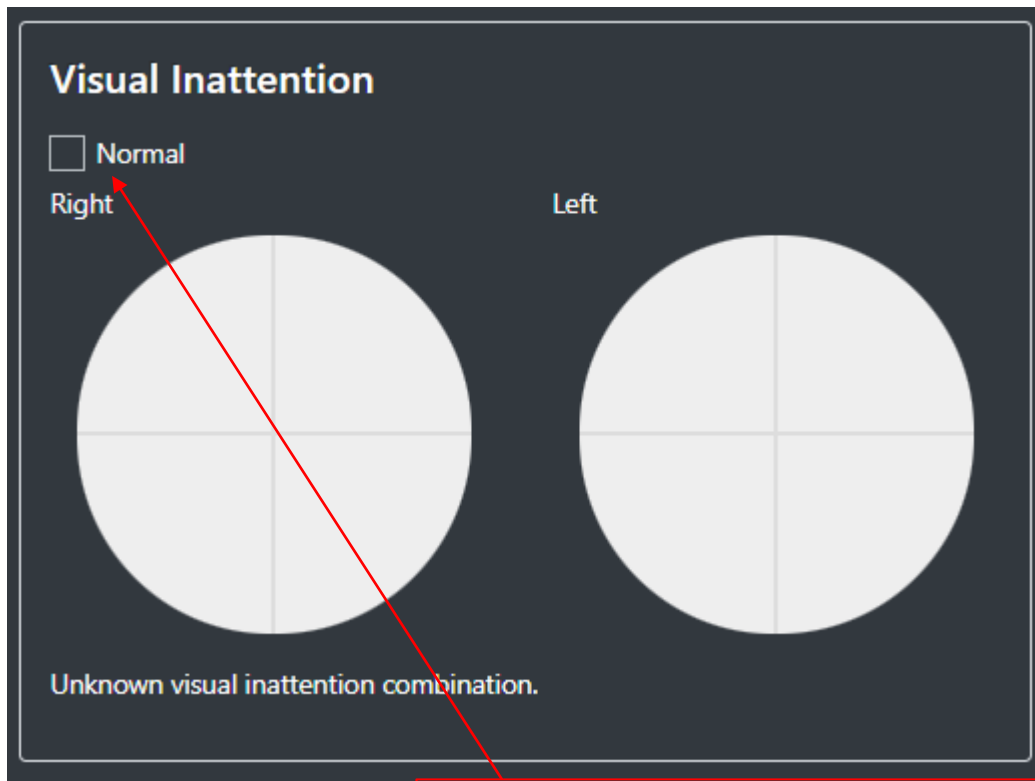 Visual Inattention
Normal
Right
Left
Unknown visual inattention combination.